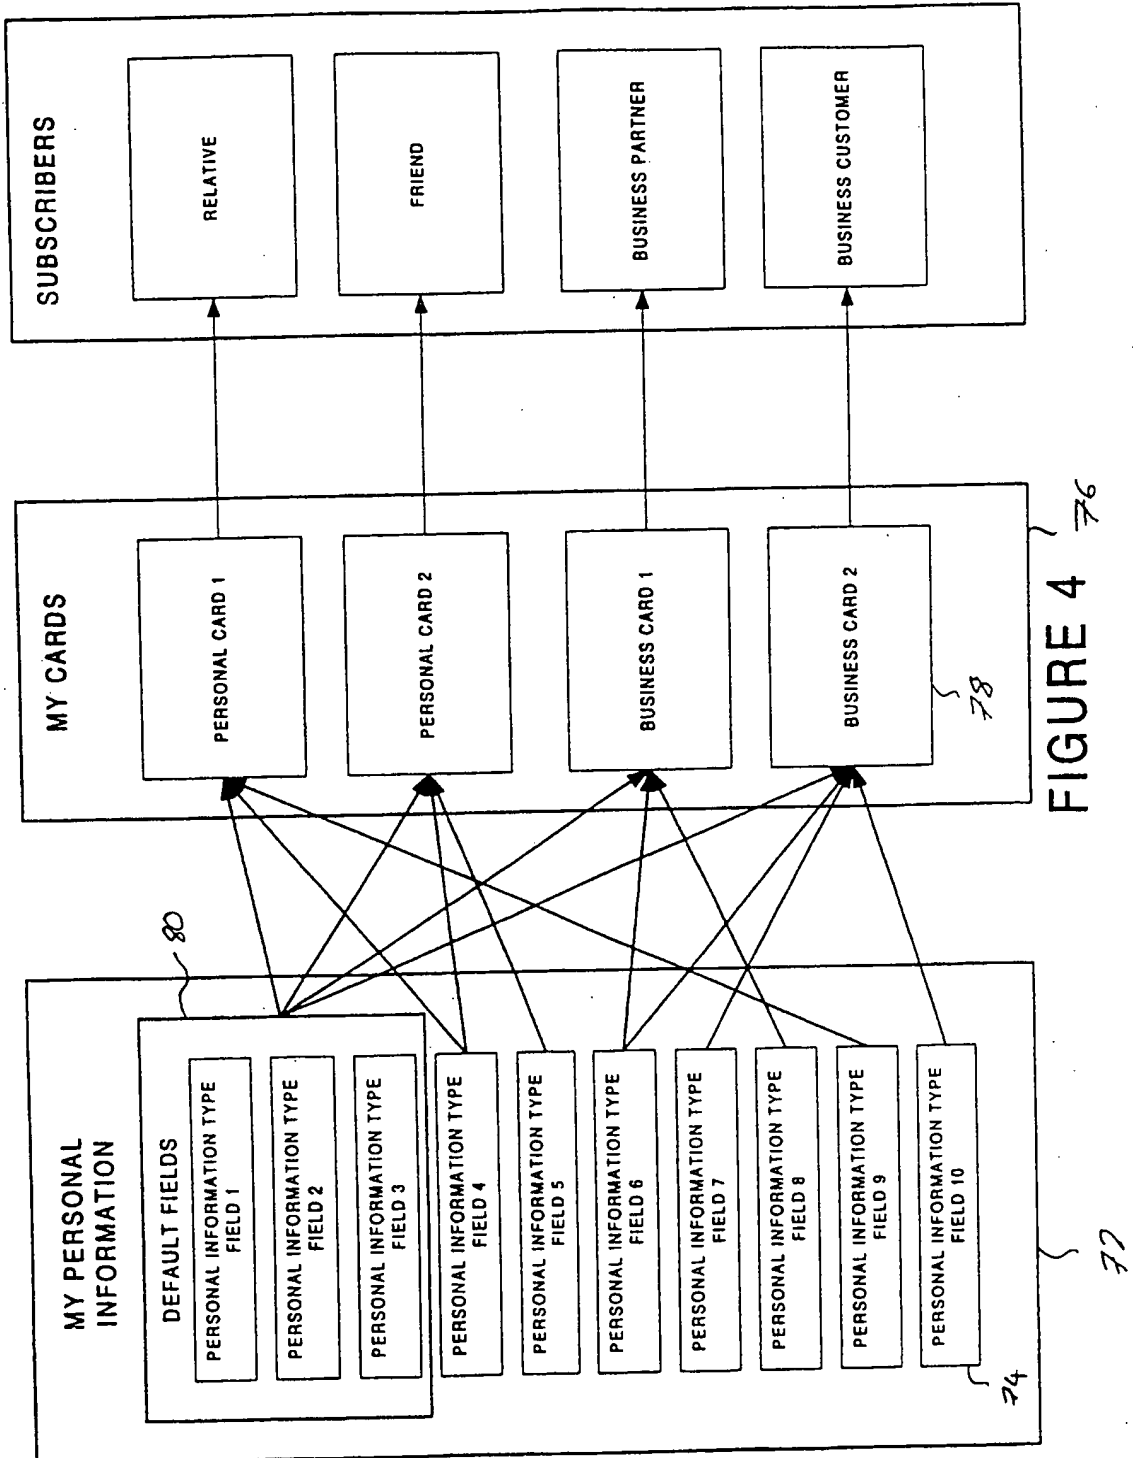 MY PERSONAL
INFORMATION
DEFAULT FIELDS
PERSONAL INFORMATION TYPE
FIELD 1
PERSONAL INFORMATION TYPE
FIELD 2
PERSONAL INFORMATION TYPE
FIELD 3
PERSONAL INFORMATION TYPE
FIELD 4
PERSONAL INFORMATION TYPE
FIELD 5
PERSONAL INFORMATION TYPE
FIELD 6
PERSONAL INFORMATION TYPE
FIELD 7
PERSONAL INFORMATION TYPE
FIELD 8
PERSONAL INFORMATION TYPE
FIELD 9
PERSONAL INFORMATION TYPE
FIELD 10
74
77
80
MY CARDS
PERSONAL CARD 1
PERSONAL CARD 2
BUSINESS CARD 1
BUSINESS CARD 2
78
76
SUBSCRIBERS
RELATIVE
FRIEND
BUSINESS PARTNER
BUSINESS CUSTOMER
FIGURE 4